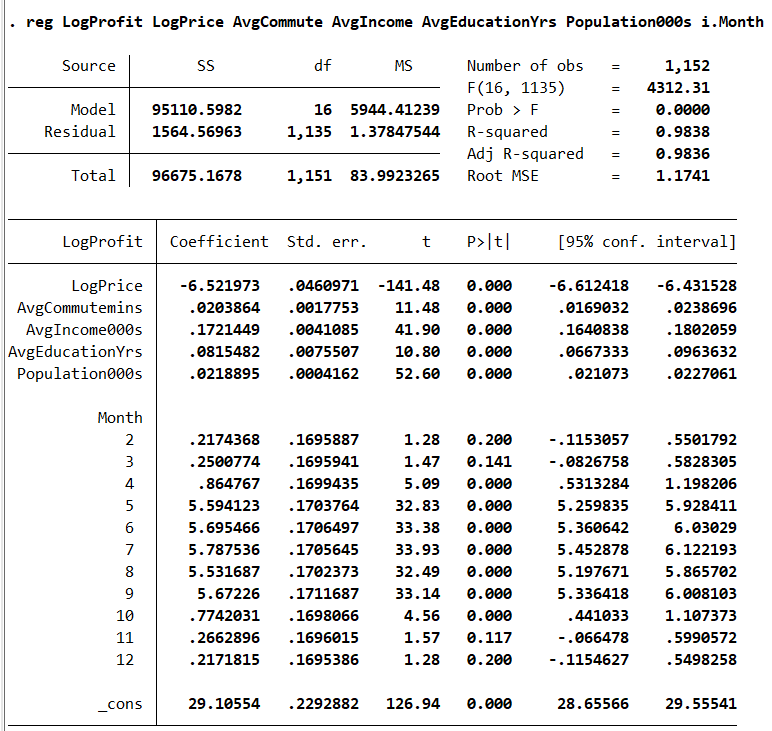 . reg LogProfit LogPrice AvgCommute AvgIncome AvgEducationYrs Population000s i.Month
Source SS df MS Number of obs = 1,152
F(16, 1135) = 4312.31
Model 95110.5982 16 5944.41239 Prob > F = 0.0000
Residual 1564.56963 1,135 1.37847544 R-squared = 0.9838
Adj R-squared = 0.9836
Total 96675.1678 1,151 83.9923265 Root MSE = 1.1741
LogProfit Coefficient Std. err. t P>|t| [95% conf. interval]
LogPrice -6.521973 .0460971 -141.48 0.000 -6.612418 -6.431528
AvgCommutemins .0203864 .0017753 11.48 0.000 .0169032 .0238696
AvgIncome000s .1721449 .0041085 41.90 0.000 .1640838 .1802059
AvgEducationYrs .0815482 .0075507 10.80 0.000 .0667333 .0963632
Population000s .0218895 .0004162 52.60 0.000 .021073 .0227061
Month
2 .2174368 .1695887 1.28 0.200 -.1153057 .5501792
3 .2500774 .1695941 1.47 0.141 -.0826758 .5828305
4 .864767 .1699435 5.09 0.000 .5313284 1.198206
5 5.594123 .1703764 32.83 0.000 5.259835 5.928411
6 5.695466 .1706497 33.38 0.000 5.360642 6.03029
7 5.787536 .1705645 33.93 0.000 5.452878 6.122193
8 5.531687 .1702373 32.49 0.000 5.197671 5.865702
9 5.67226 .1711687 33.14 0.000 5.336418 6.008103
10 .7742031 .1698066 4.56 0.000 .441033 1.107373
11 .2662896 .1696015 1.57 0.117 -.066478 .5990572
12 .2171815 .1695386 1.28 0.200 -.1154627 .5498258
_cons 29.10554 .2292882 126.94 0.000 28.65566 29.55541